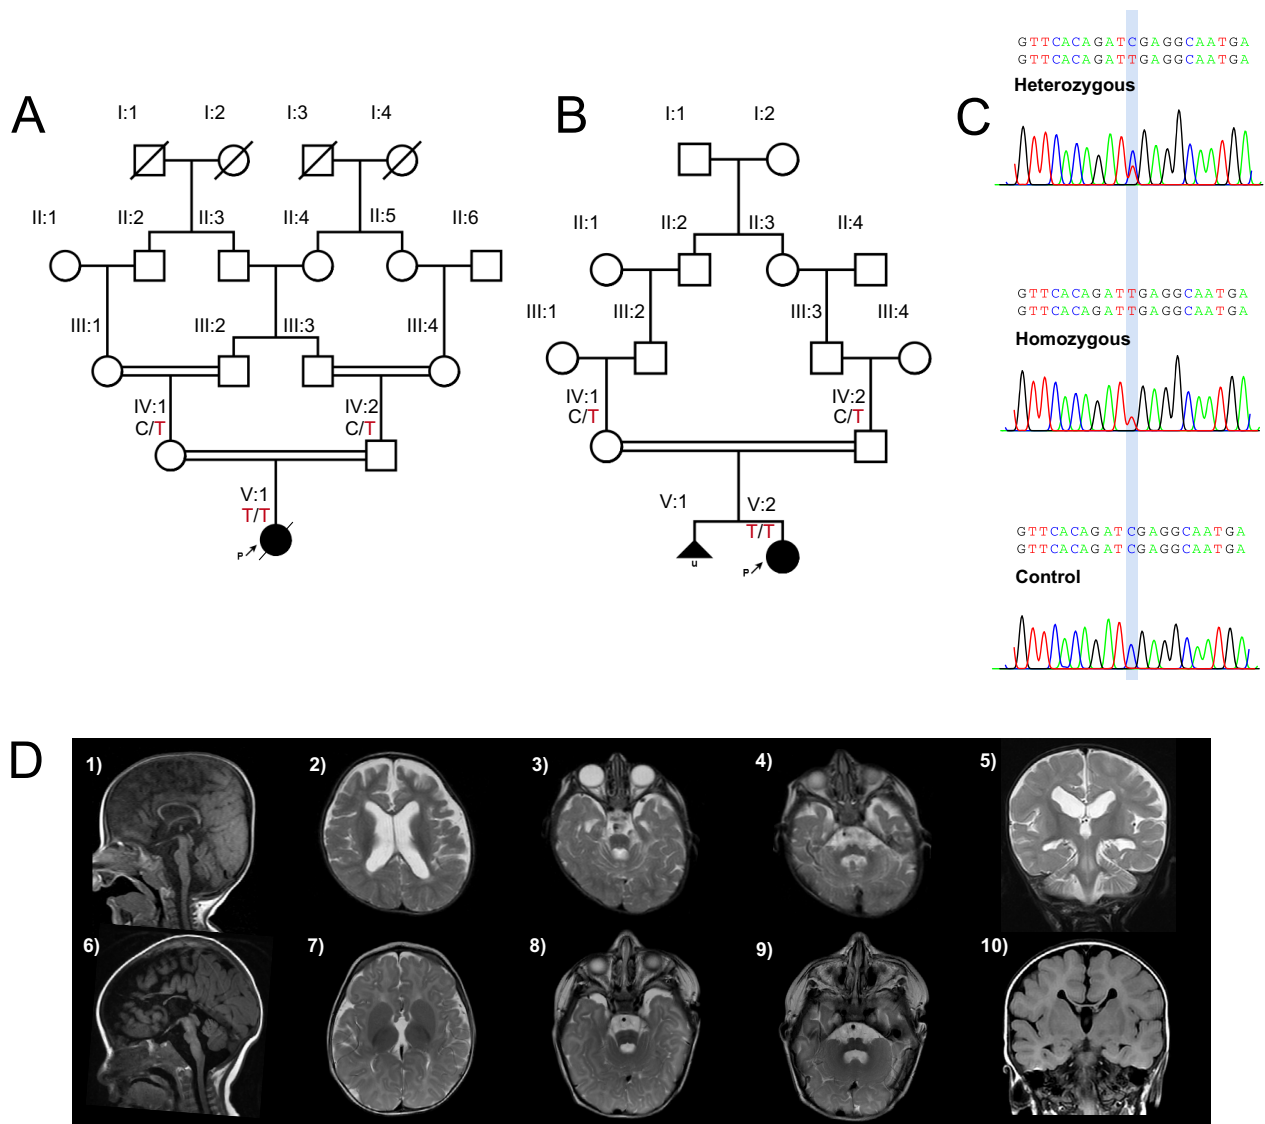 A
I:1 I:2 I:3 I:4
II:1 II:2 II:3 II:4 II:5 II:6
III:1 III:2 III:3 III:4
IV:1 IV:2
C/T C/T
V:1
T/T
P
B
I:1 I:2
II:1 II:2 II:3 II:4
III:1 III:2 III:3 III:4
IV:1 IV:2
C/T C/T
V:1 V:2
T/T
u
P
C
GTTCACAGATCGAGGCAATGA
GTTCACAGATTGAGGCAATGA
Heterozygous
GTTCACAGATTGAGGCAATGA
GTTCACAGATTGAGGCAATGA
Homozygous
GTTCACAGATCGAGGCAATGA
GTTCACAGATCGAGGCAATGA
Control
D
1) 2) 3) 4) 5)
6) 7) 8) 9) 10)